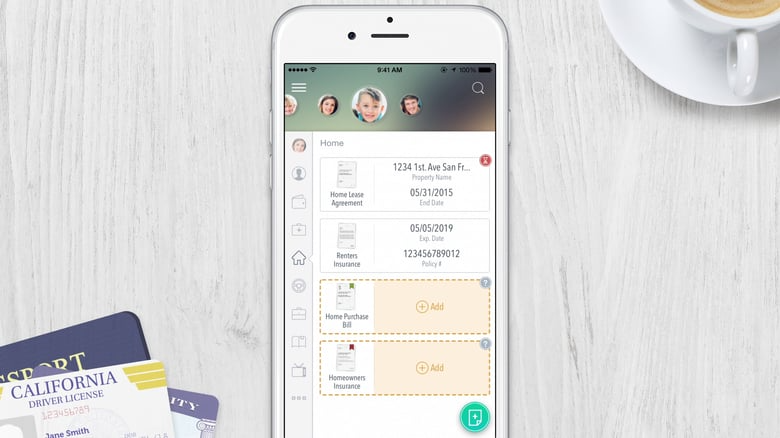 9:41 AM
100%
Home
1234 1st. Ave San Fr...
Property Name
Home Lease
Agreement
05/31/2015
End Date
05/05/2019
Exp. Date
Renters
Insurance
123456789012
Policy #
?
Home Purchase
Bill
Add
?
Homeowners
Insurance
Add
CALIFORNIA
DRIVER LICENSE
123456789
Jane Smith